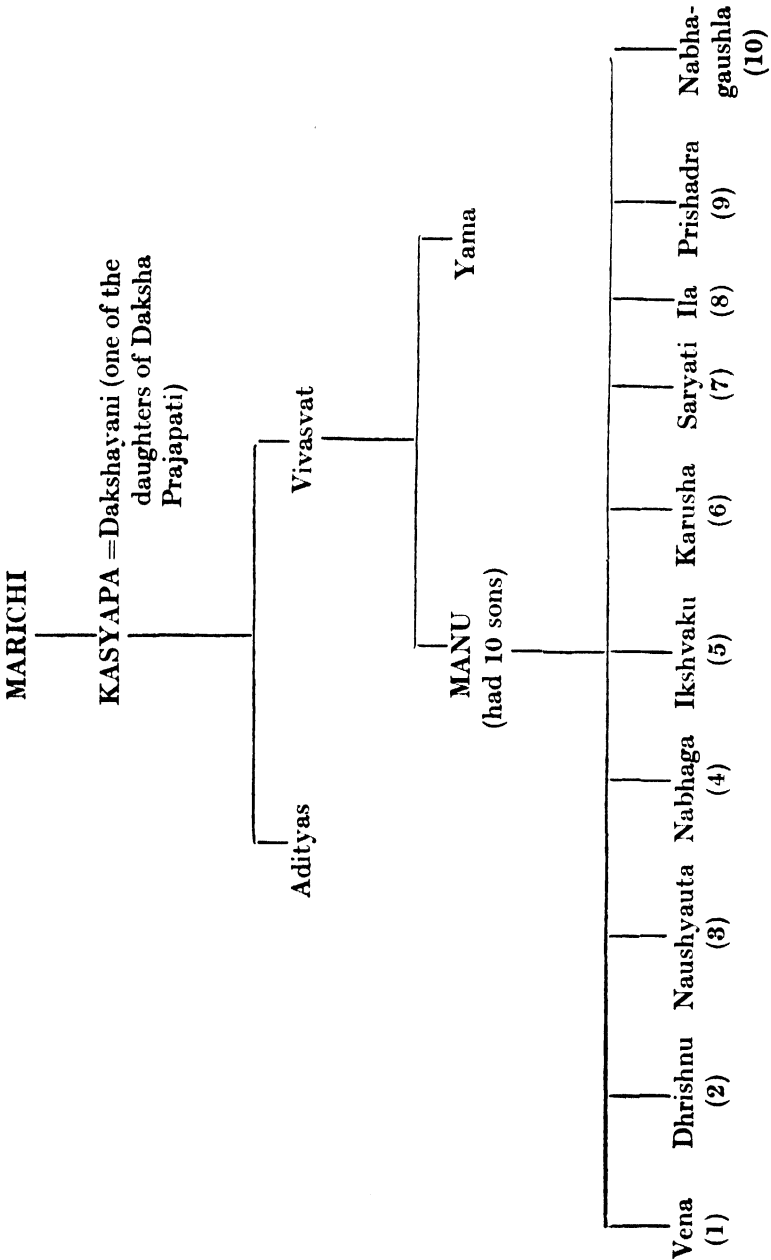 MARICHI
KASYAPA =Dakshayani (one of the
daughters of Daksha
Prajapati)
Adityas Vivasvat
MANU Yama
(had 10 sons)
Vena Dhrishnu Naushyauta Nabhaga Ikshvaku Karusha Saryati Ila Prishadra Nabha-
gaushla
(1) (2) (3) (4) (5) (6) (7) (8) (9) (10)